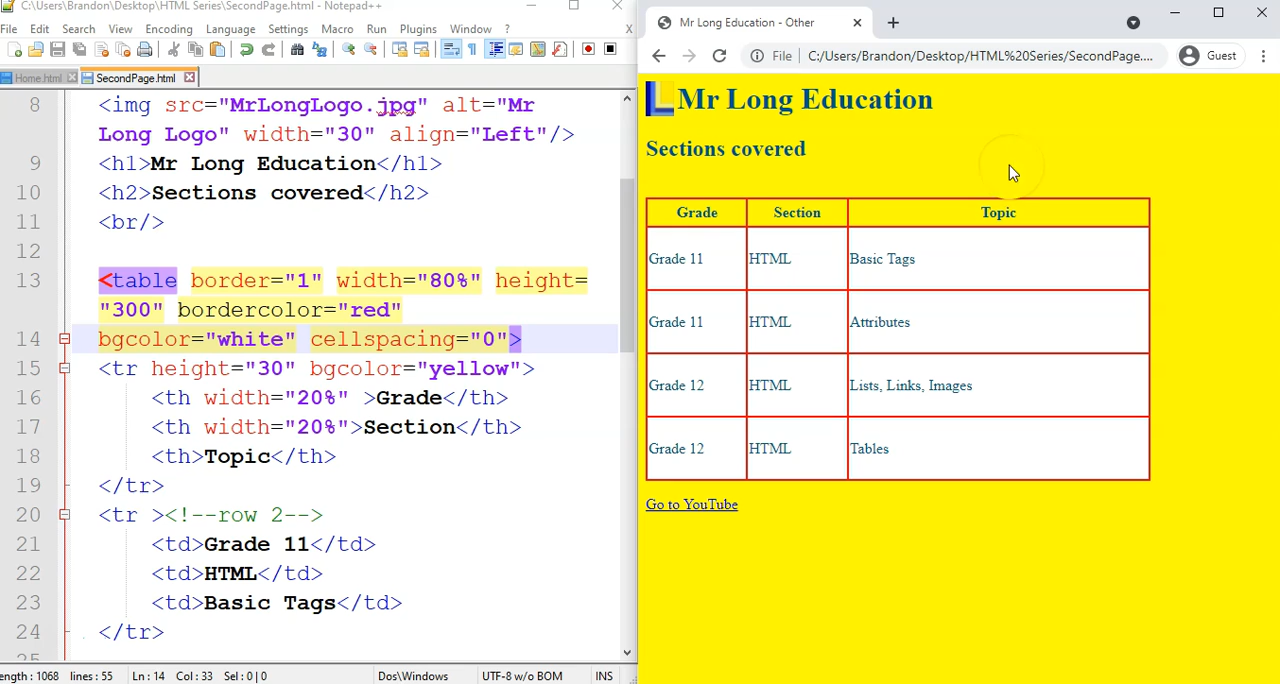 C:\Users\Brandon\Desktop\HTML Series\SecondPage.html - Notepad++
File Edit Search View Encoding Language Settings Macro Run Plugins Window ? X
Home.html SecondPage.html
8 <img src="MrLongLogo.jpg" alt="Mr
Long Logo" width="30" align="Left"/>
9 <h1>Mr Long Education</h1>
10 <h2>Sections covered</h2>
11 <br/>
12
13 <table border="1" width="80%" height=
"300" bordercolor="red"
14 bgcolor="white" cellspacing="0">
15 <tr height="30" bgcolor="yellow">
16 <th width="20%" >Grade</th>
17 <th width="20%">Section</th>
18 <th>Topic</th>
19 </tr>
20 <tr ><!--row 2-->
21 <td>Grade 11</td>
22 <td>HTML</td>
23 <td>Basic Tags</td>
24 </tr>
25
ength : 1068 lines : 55 Ln : 14 Col : 33 Sel : 0 | 0 Dos\Windows UTF-8 w/o BOM INS
Mr Long Education - Other
File C:/Users/Brandon/Desktop/HTML%20Series/SecondPage.... Guest
Mr Long Education
Sections covered
Grade Section Topic
Grade 11 HTML Basic Tags
Grade 11 HTML Attributes
Grade 12 HTML Lists, Links, Images
Grade 12 HTML Tables
Go to YouTube